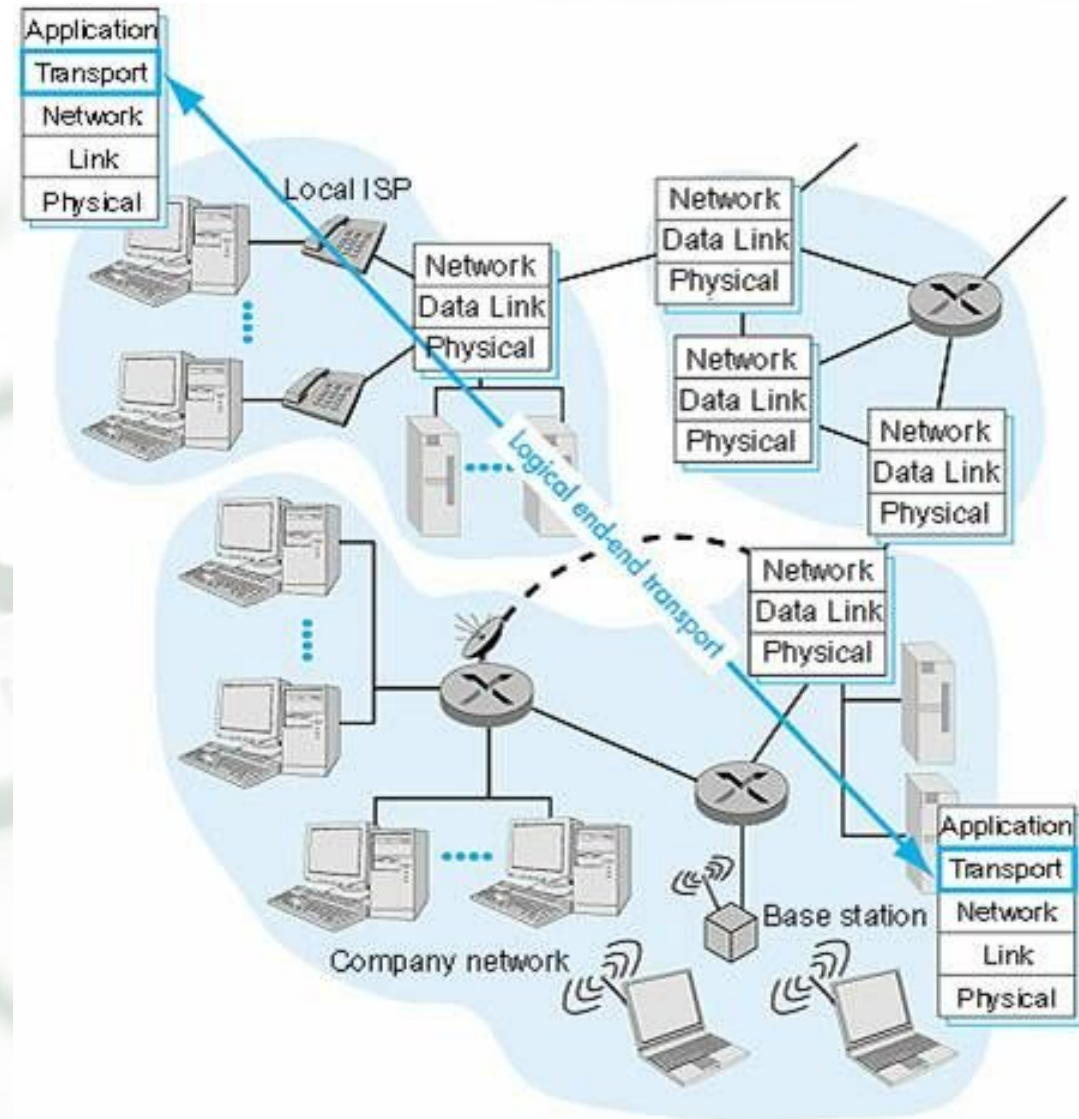 Application
Transport
Network
Link
Physical
Local ISP
Network
Data Link
Physical
Network
Data Link
Physical
Network
Data Link
Physical
Network
Data Link
Physical
Logical end-end transport
Network
Data Link
Physical
Application
Transport
Network
Link
Physical
Base station
Company network